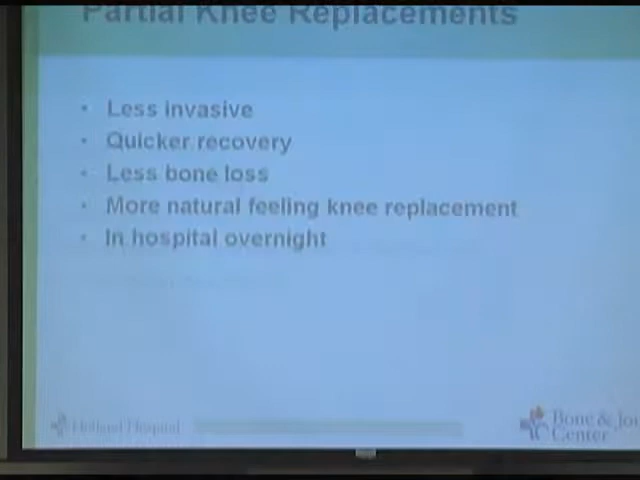 Partial Knee Replacements
• Less invasive
• Quicker recovery
• Less bone loss
• More natural feeling knee replacement
• In hospital overnight
Holland Hospital
Bone & Joi
Center